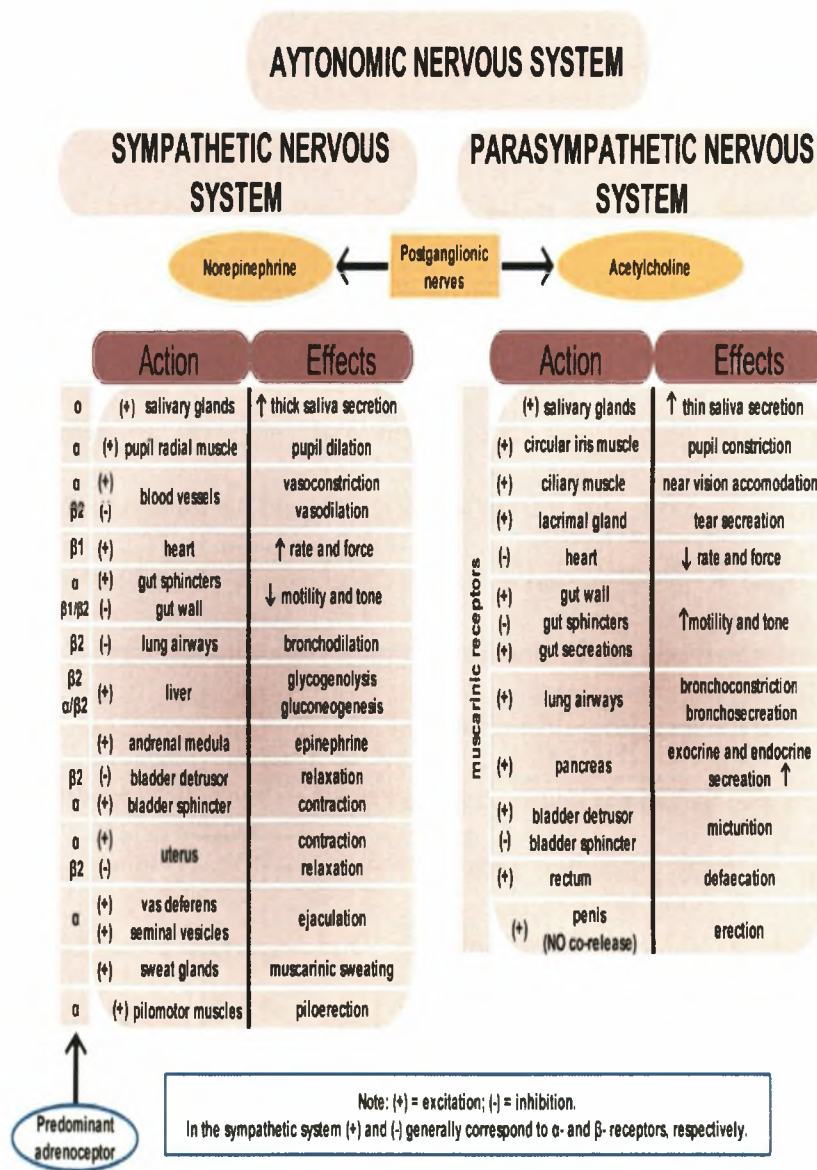 AYTONOMIC NERVOUS SYSTEM
SYMPATHETIC NERVOUS
SYSTEM
PARASYMPATHETIC NERVOUS
SYSTEM
Norepinephrine
Postganglionic
nerves
Acetylcholine
Action Effects
α (+) salivary glands ↑ thick saliva secretion
α (+) pupil radial muscle pupil dilation
α (+) blood vessels vasoconstriction
β2 (-) vasodilation
β1 (+) heart ↑ rate and force
α (+) gut sphincters ↓ motility and tone
β1/β2 (-) gut wall
β2 (-) lung airways bronchodilation
β2 (+) liver glycogenolysis
α/β2 gluconeogenesis
(+) andrenal medula epinephrine
β2 (-) bladder detrusor relaxation
α (+) bladder sphincter contraction
α (+) uterus contraction
β2 (-) relaxation
α (+) vas deferens ejaculation
(+) seminal vesicles
(+) sweat glands muscarinic sweating
α (+) pilomotor muscles piloerection
Predominant
adrenoceptor
muscarinic receptors
Action Effects
(+) salivary glands ↑ thin saliva secretion
(+) circular iris muscle pupil constriction
(+) ciliary muscle near vision accomodation
(+) lacrimal gland tear secretion
(-) heart ↓ rate and force
(+) gut wall
(-) gut sphincters ↑motility and tone
(+) gut secreations
(+) lung airways bronchoconstriction
bronchosecreation
(+) pancreas exocrine and endocrine
secreation ↑
(+) bladder detrusor micturition
(-) bladder sphincter
(+) rectum defaecation
(+) penis erection
(NO co-release)
Note: (+) = excitation; (-) = inhibition.
In the sympathetic system (+) and (-) generally correspond to α- and β- receptors, respectively.